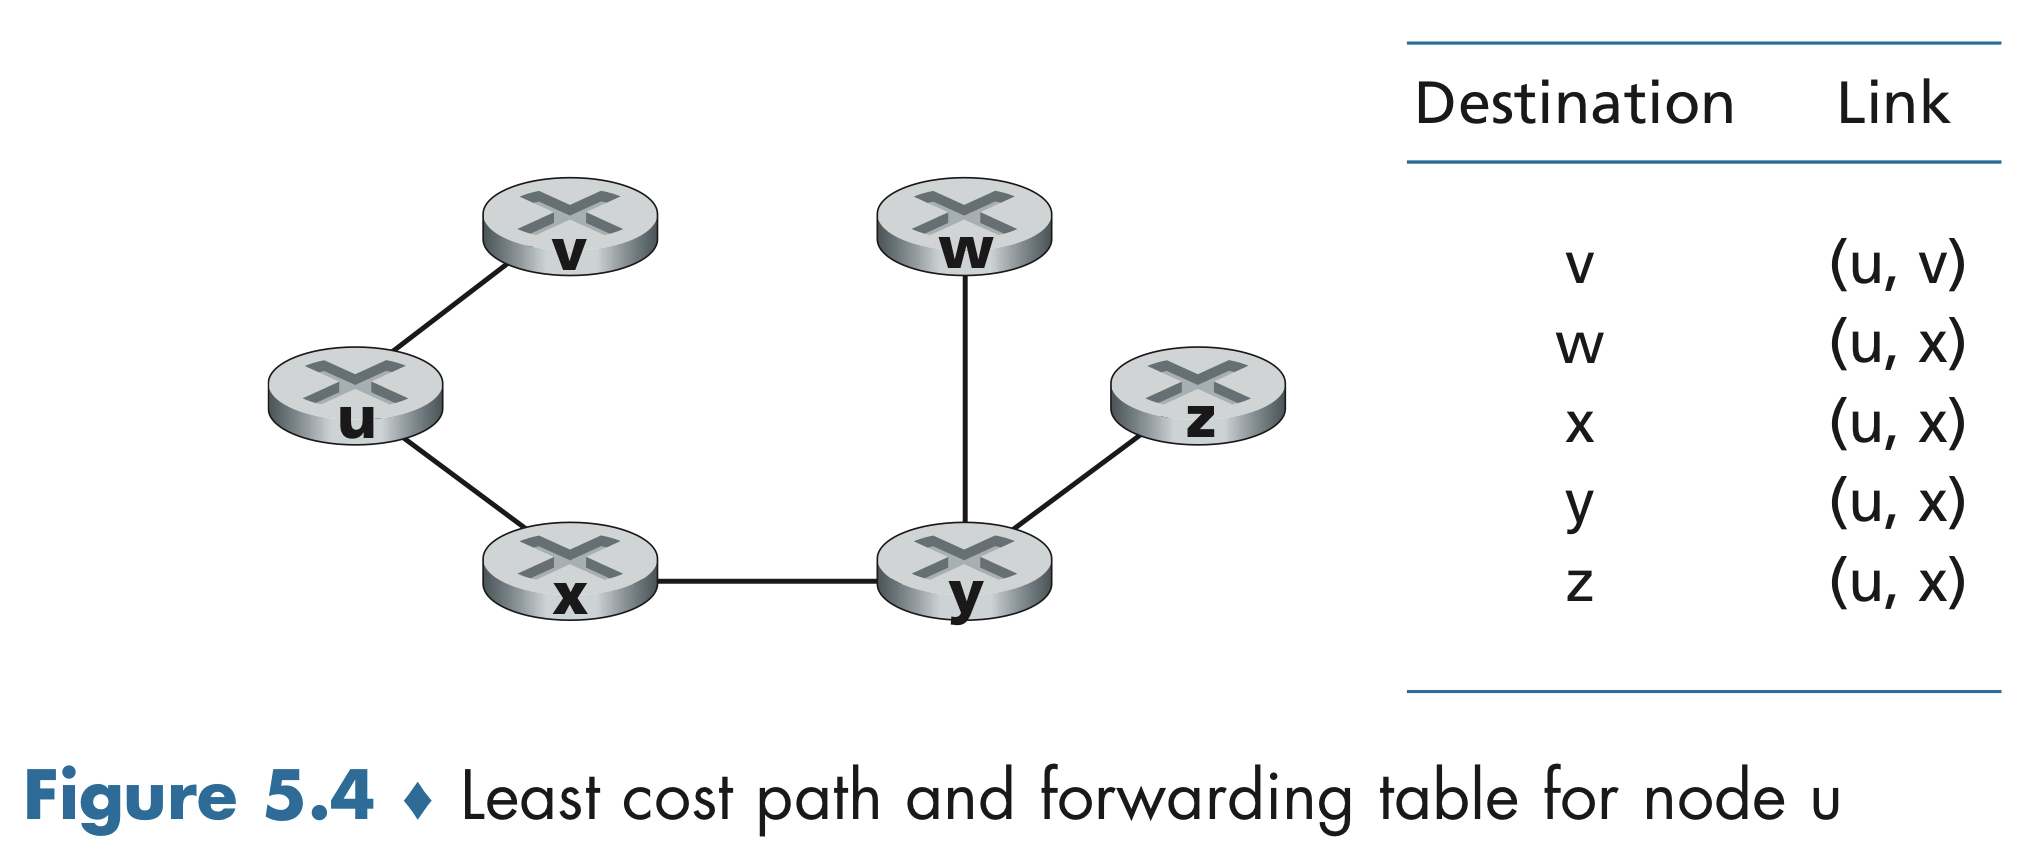 v
w
u
z
x
y
Destination Link
v (u, v)
w (u, x)
x (u, x)
y (u, x)
z (u, x)
Figure 5.4 ♦ Least cost path and forwarding table for node u